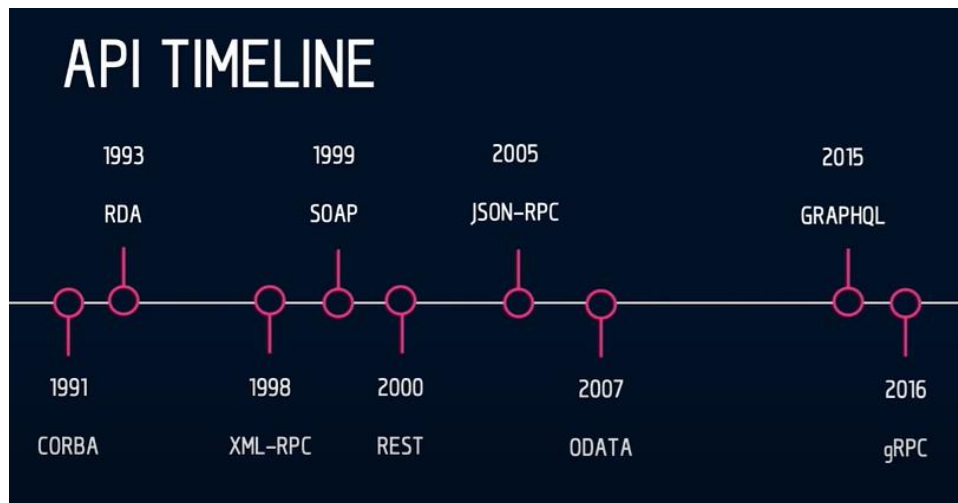 API TIMELINE
1993
RDA
1999
SOAP
2005
JSON-RPC
2015
GRAPHQL
1991
CORBA
1998
XML-RPC
2000
REST
2007
ODATA
2016
gRPC